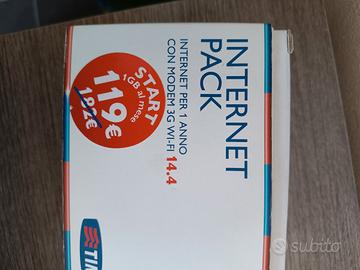 INTERNET
PACK
INTERNET PER 1 ANNO
CON MODEM 3G WI-FI 14.4
START
1GB al mese
119€
192€
TIM
subito